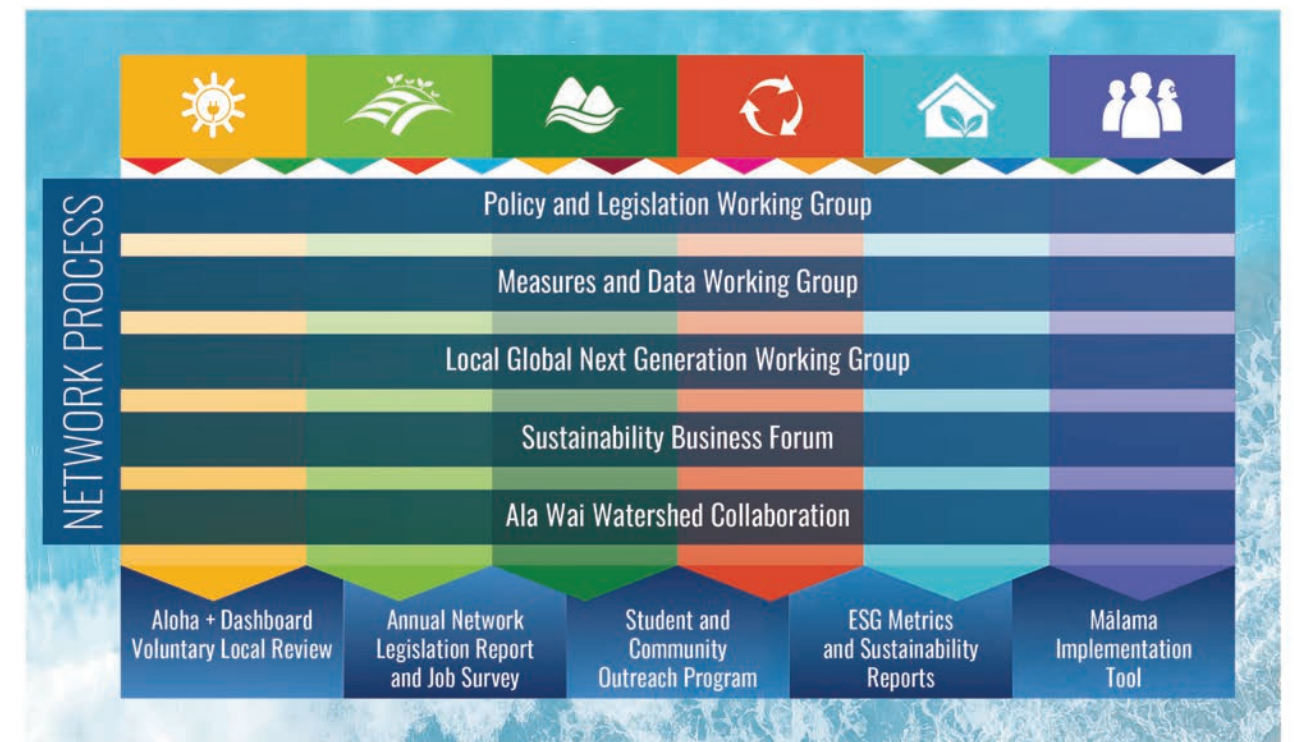 NETWORK PROCESS
Policy and Legislation Working Group
Measures and Data Working Group
Local Global Next Generation Working Group
Sustainability Business Forum
Ala Wai Watershed Collaboration
Aloha + Dashboard
Voluntary Local Review
Annual Network
Legislation Report
and Job Survey
Student and
Community
Outreach Program
ESG Metrics
and Sustainability
Reports
Mālama
Implementation
Tool